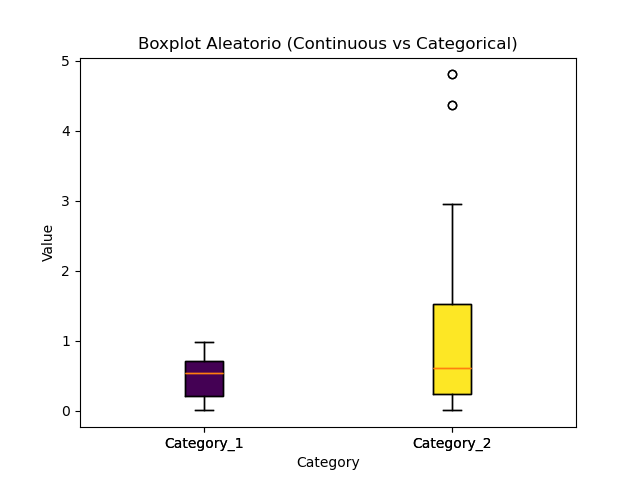 Boxplot Aleatorio (Continuous vs Categorical)
5
4
3
2
1
0
Value
Category_1
Category_2
Category